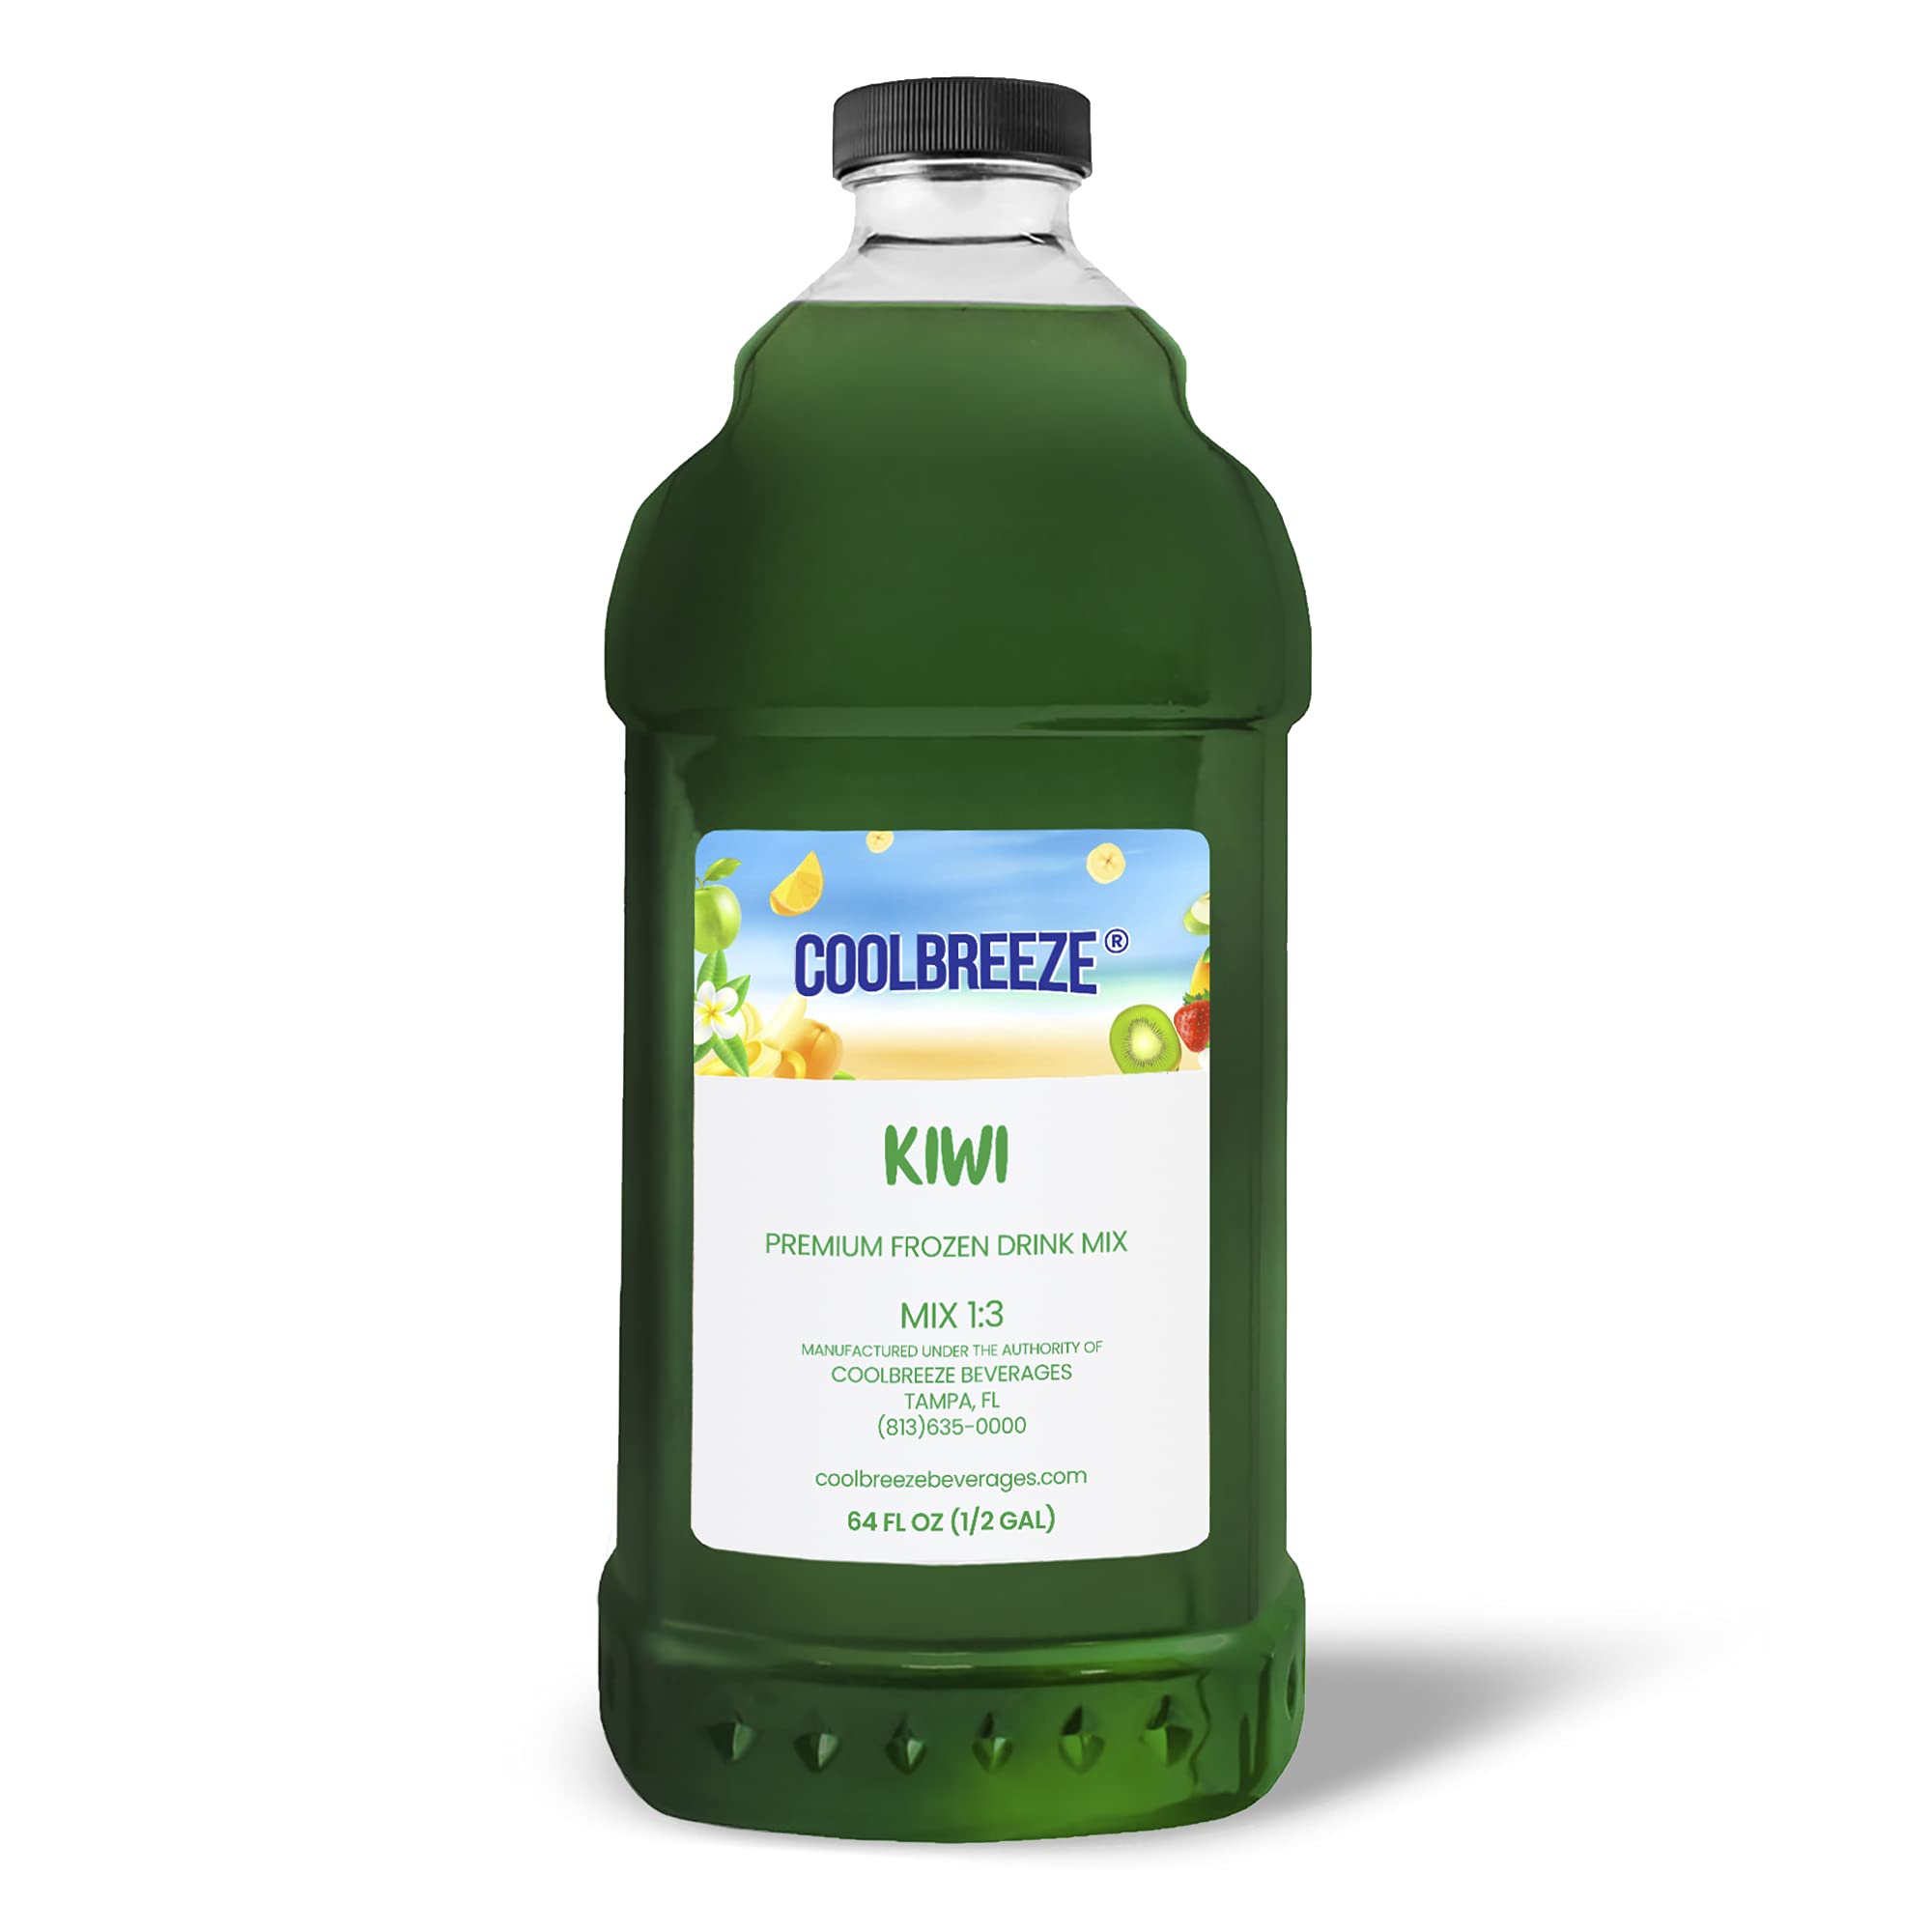 COOLBREEZE®
KIWI
PREMIUM FROZEN DRINK MIX
MIX 1:3
MANUFACTURED UNDER THE AUTHORITY OF
COOLBREEZE BEVERAGES
TAMPA, FL
(813)635-0000
coolbreezebeverages.com
64 FL OZ (1/2 GAL)